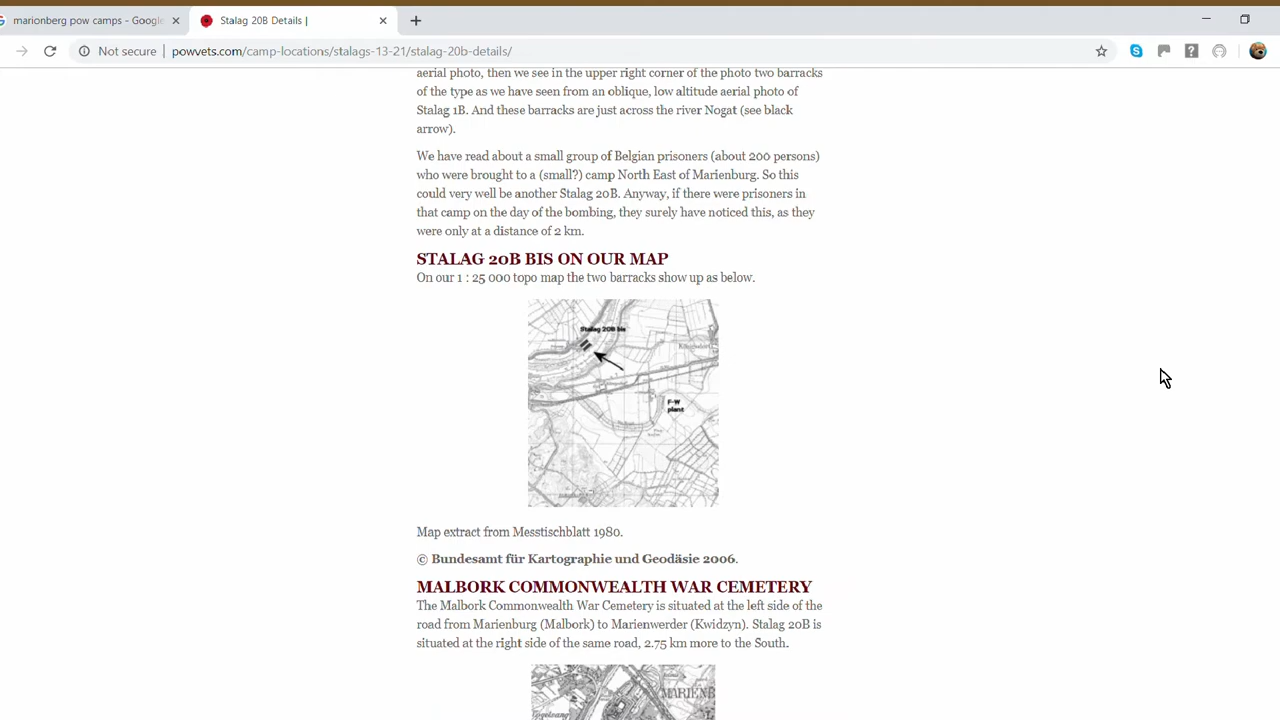 marionberg pow camps - Google
Stalag 20B Details |
Not secure | powvets.com/camp-locations/stalags-13-21/stalag-20b-details/
aerial photo, then we see in the upper right corner of the photo two barracks
of the type as we have seen from an oblique, low altitude aerial photo of
Stalag 1B. And these barracks are just across the river Nogat (see black
arrow).
We have read about a small group of Belgian prisoners (about 200 persons)
who were brought to a (small?) camp North East of Marienburg. So this
could very well be another Stalag 20B. Anyway, if there were prisoners in
that camp on the day of the bombing, they surely have noticed this, as they
were only at a distance of 2 km.
STALAG 20B BIS ON OUR MAP
On our 1 : 25 000 topo map the two barracks show up as below.
Stalag 20B bis
F-W
plant
Map extract from Messtischblatt 1980.
© Bundesamt für Kartographie und Geodäsie 2006.
MALBORK COMMONWEALTH WAR CEMETERY
The Malbork Commonwealth War Cemetery is situated at the left side of the
road from Marienburg (Malbork) to Marienwerder (Kwidzyn). Stalag 20B is
situated at the right side of the same road, 2.75 km more to the South.
MARIENB